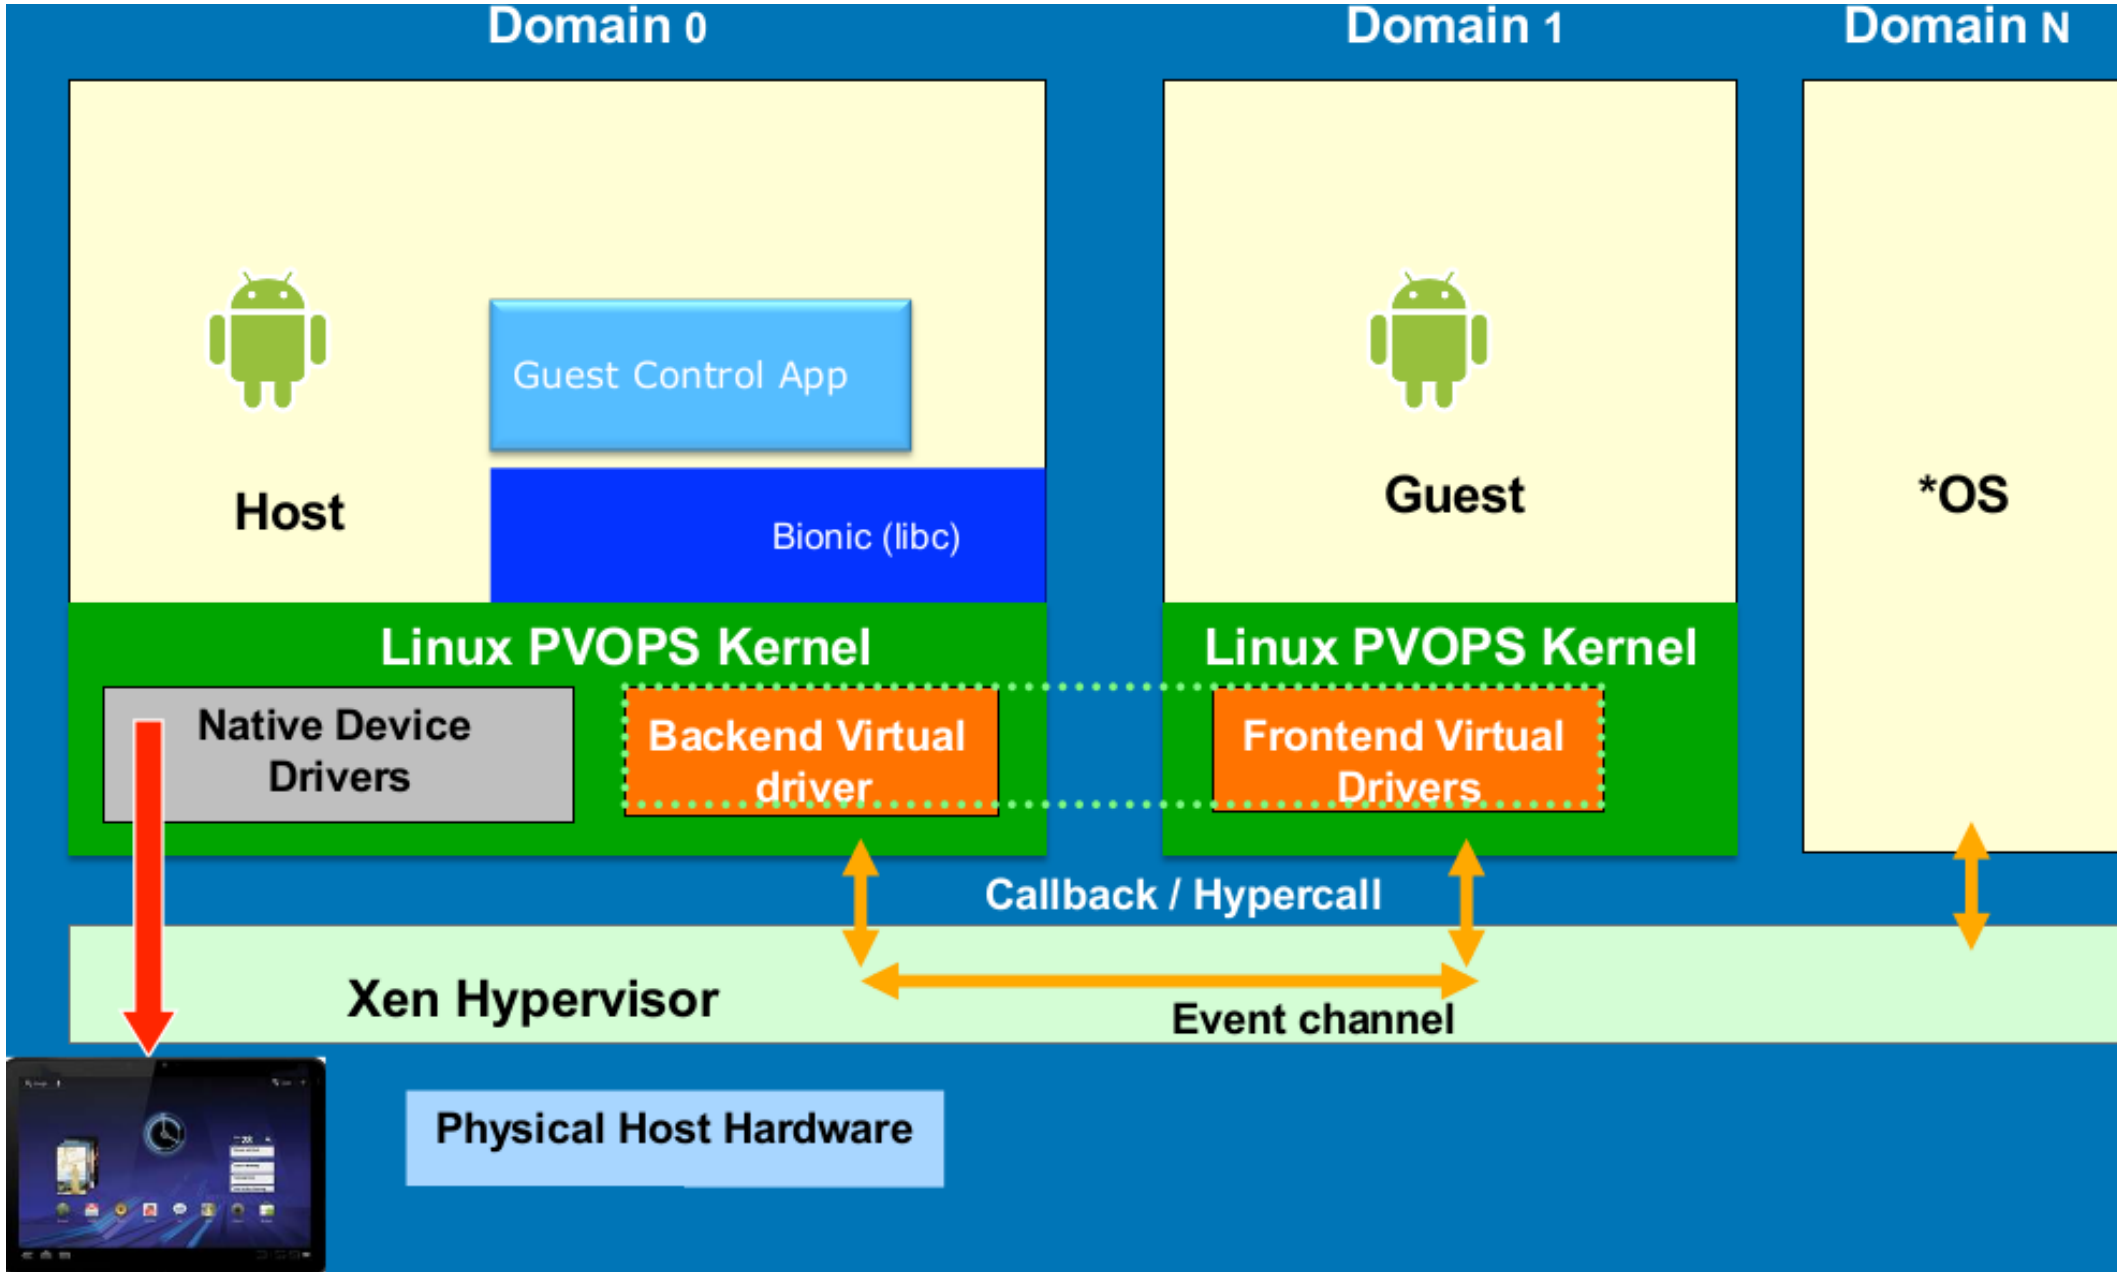 Domain 0
Domain 1
Domain N
Guest Control App
Host
Bionic (libc)
Guest
*OS
Linux PVOPS Kernel
Native Device
Drivers
Backend Virtual
driver
Linux PVOPS Kernel
Frontend Virtual
Drivers
Callback / Hypercall
Xen Hypervisor
Event channel
Physical Host Hardware
28